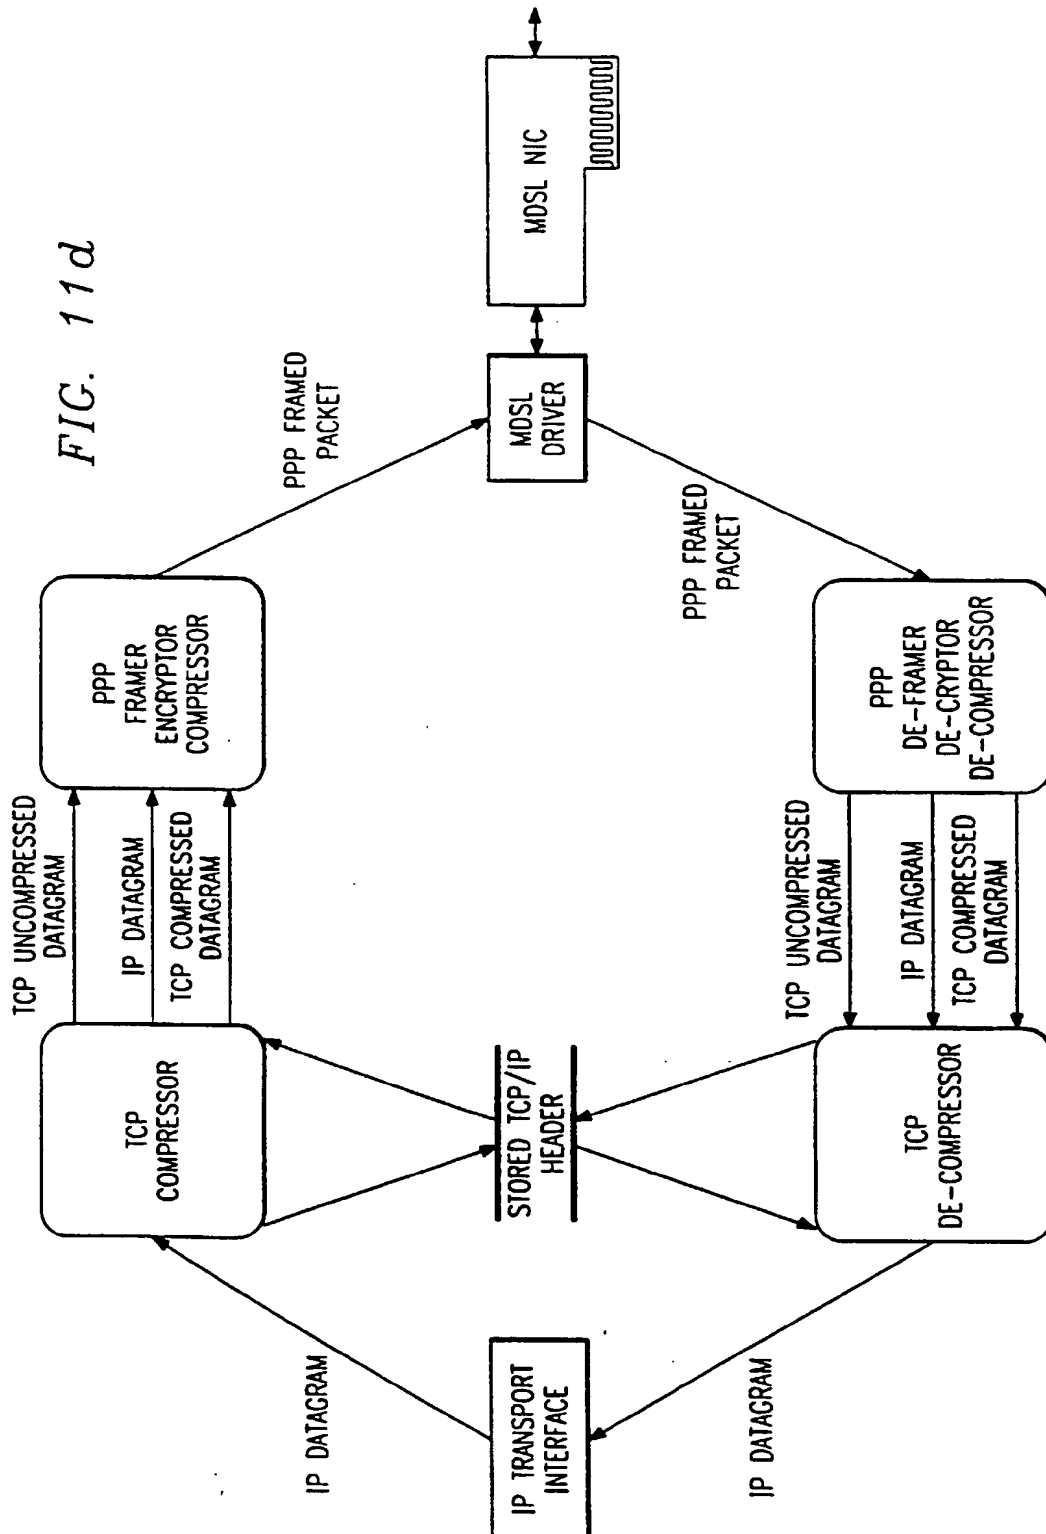 FIG. 11d
IP DATAGRAM
TCP
COMPRESSOR
TCP UNCOMPRESSED
DATAGRAM
IP DATAGRAM
TCP COMPRESSED
DATAGRAM
PPP
FRAMER
ENCRYPTOR
COMPRESSOR
PPP FRAMED
PACKET
IP TRANSPORT
INTERFACE
STORED TCP/IP
HEADER
MDSL
DRIVER
MDSL NIC
PPP FRAMED
PACKET
IP DATAGRAM
TCP
DE-COMPRESSOR
TCP UNCOMPRESSED
DATAGRAM
IP DATAGRAM
TCP COMPRESSED
DATAGRAM
PPP
DE-FRAMER
DE-CRYPTOR
DE-COMPRESSOR